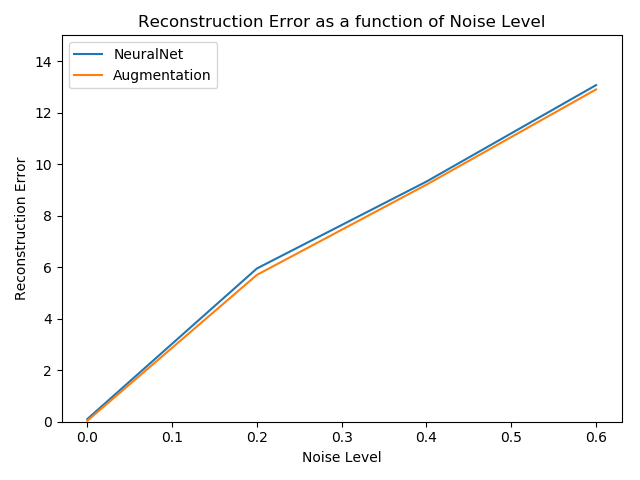 Reconstruction Error as a function of Noise Level
NeuralNet
Augmentation
Reconstruction Error
14
12
10
8
6
4
2
0
0.0 0.1 0.2 0.3 0.4 0.5 0.6
Noise Level